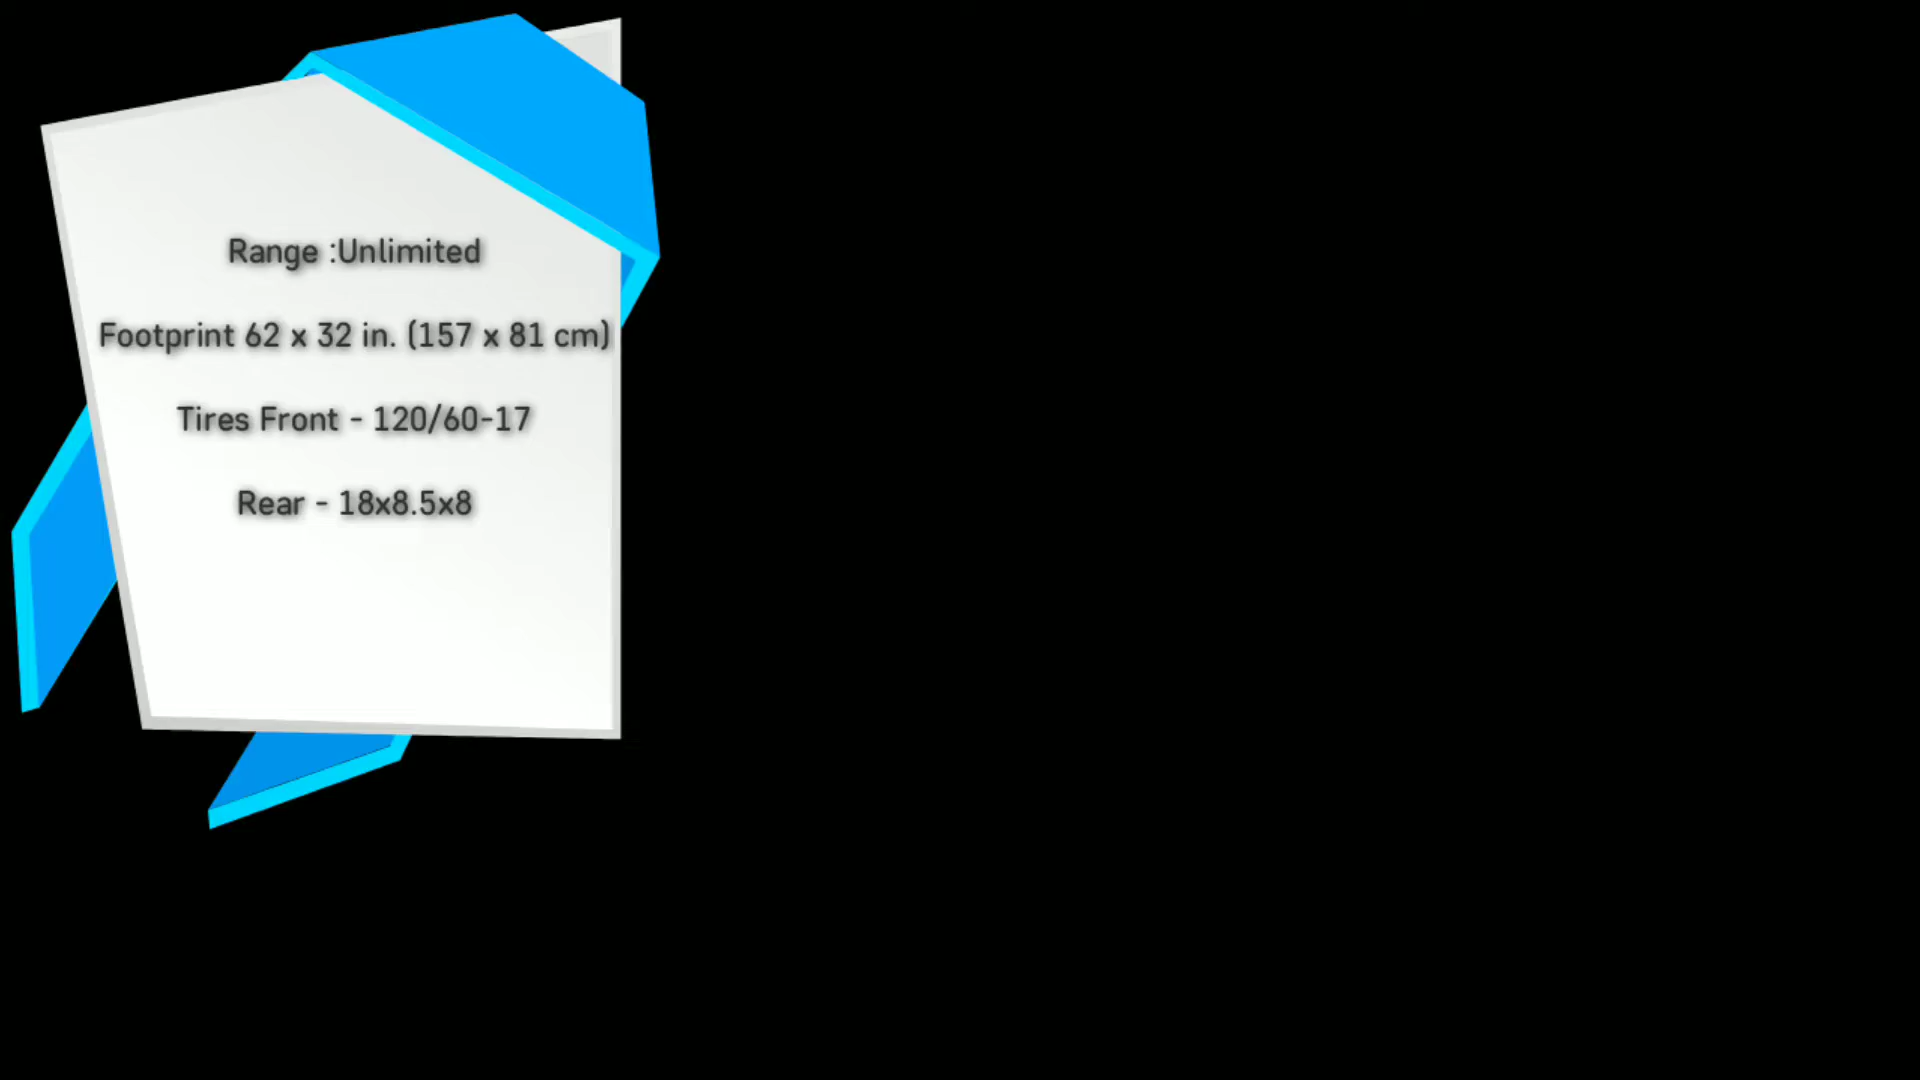 Range :Unlimited
Footprint 62 x 32 in. (157 x 81 cm)
Tires Front - 120/60-17
Rear - 18x8.5x8